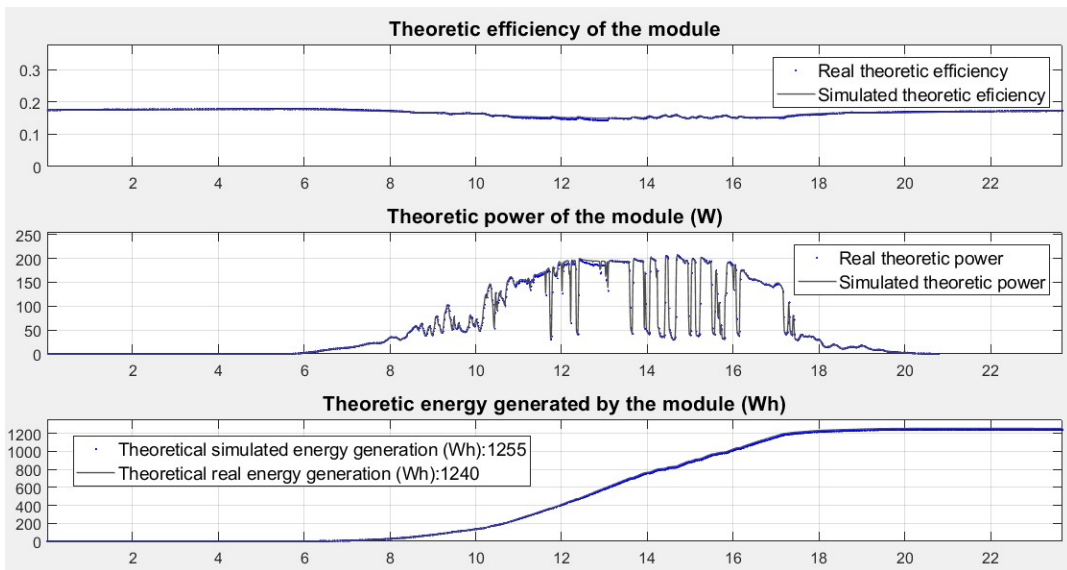 Theoretic efficiency of the module
0.3
0.2
0.1
0
Real theoretic efficiency
Simulated theoretic eficiency
2 4 6 8 10 12 14 16 18 20 22
Theoretic power of the module (W)
250
200
150
100
50
0
Real theoretic power
Simulated theoretic power
2 4 6 8 10 12 14 16 18 20 22
Theoretic energy generated by the module (Wh)
1200
1000
800
600
400
200
0
Theoretical simulated energy generation (Wh):1255
Theoretical real energy generation (Wh):1240
2 4 6 8 10 12 14 16 18 20 22